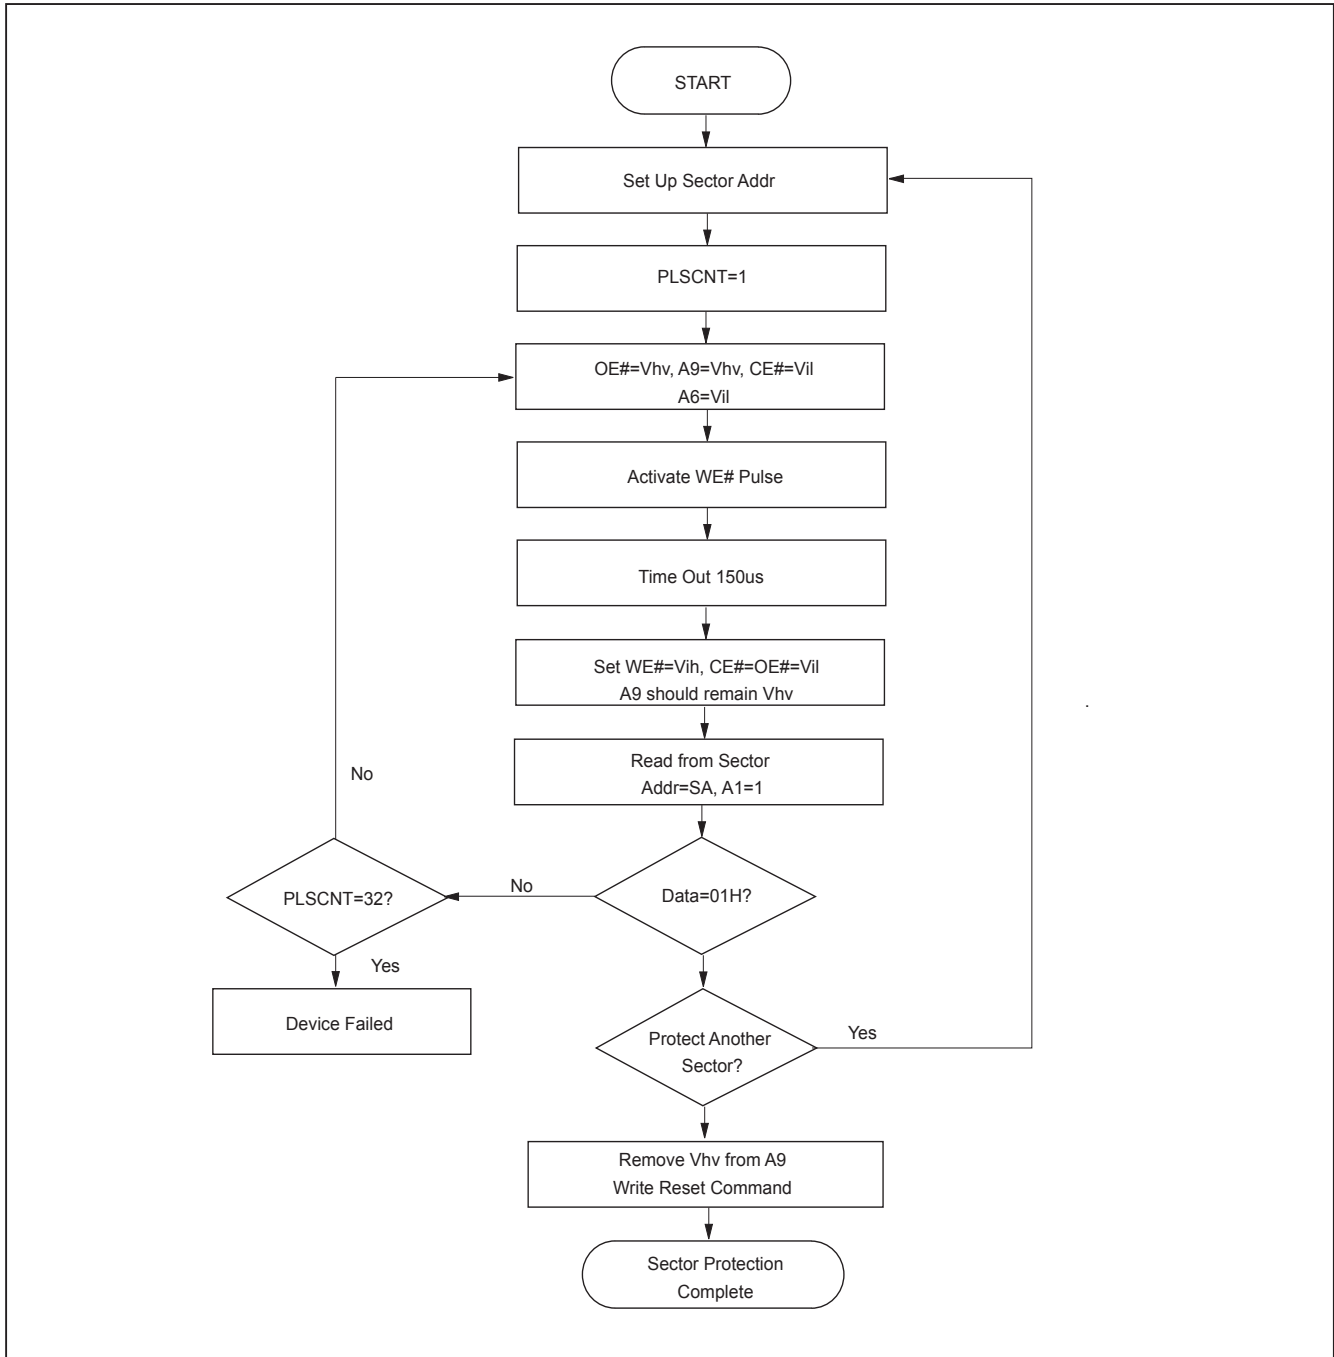 START
Set Up Sector Addr
PLSCNT=1
OE#=Vhv, A9=Vhv, CE#=Vil
A6=Vil
Activate WE# Pulse
Time Out 150us
Set WE#=Vih, CE#=OE#=Vil
A9 should remain Vhv
Read from Sector
Addr=SA, A1=1
No
PLSCNT=32?
No
Data=01H?
Yes
Device Failed
Protect Another
Sector?
Yes
Remove Vhv from A9
Write Reset Command
Sector Protection
Complete
.